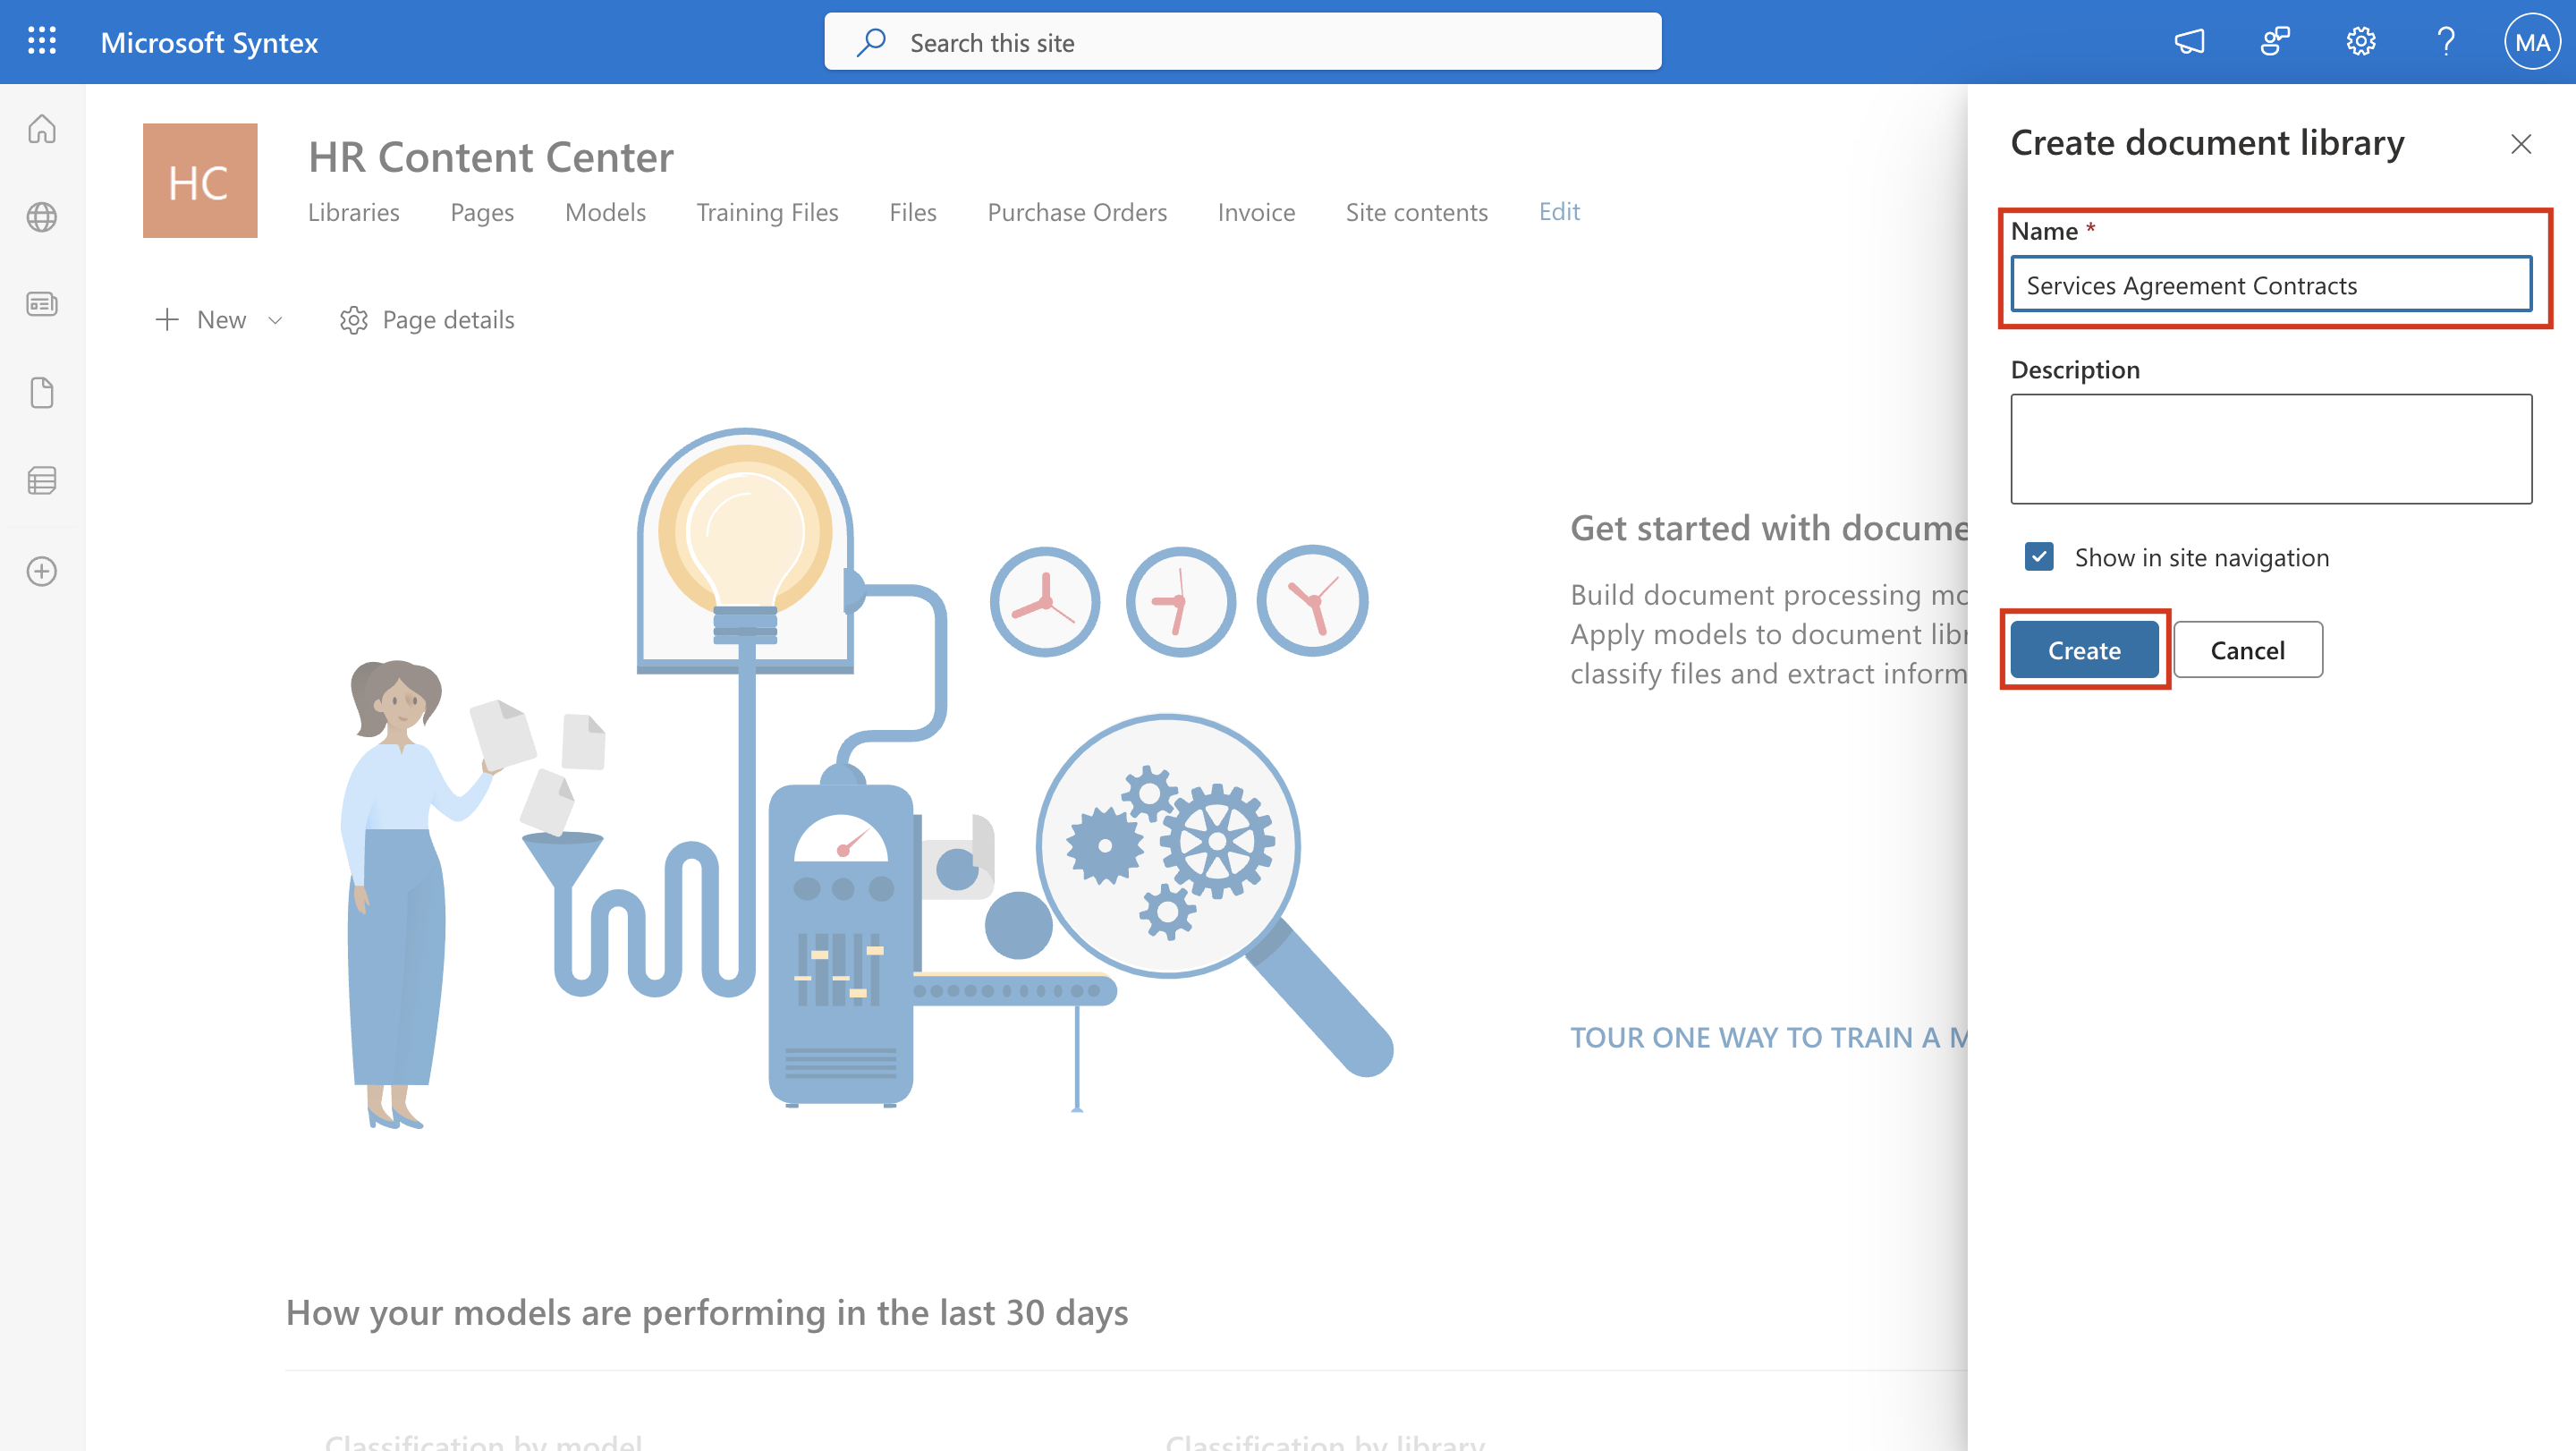 Microsoft Syntex
Search this site
MA
HC
HR Content Center
Libraries Pages Models Training Files Files Purchase Orders Invoice Site contents Edit
New Page details
Get started with docume
Build document processing mo
Apply models to document libr
classify files and extract inform
TOUR ONE WAY TO TRAIN A M
How your models are performing in the last 30 days
Classification by model Classification by library
Create document library
Name *
Services Agreement Contracts
Description
Show in site navigation
Create Cancel